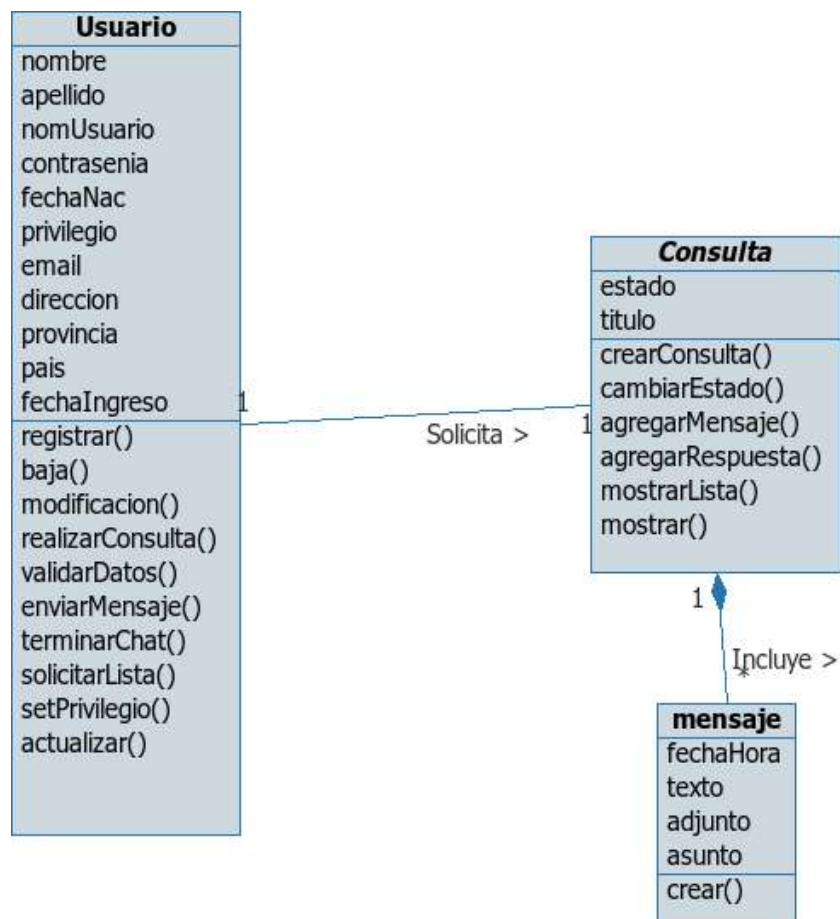 Usuario
nombre
apellido
nomUsuario
contrasenia
fechaNac
privilegio
email
direccion
provincia
pais
fechaIngreso
registrar()
baja()
modificacion()
realizarConsulta()
validarDatos()
enviarMensaje()
terminarChat()
solicitarLista()
setPrivilegio()
actualizar()
1
Solicita >
1
Consulta
estado
titulo
crearConsulta()
cambiarEstado()
agregarMensaje()
agregarRespuesta()
mostrarLista()
mostrar()
1
Incluye >
*
mensaje
fechaHora
texto
adjunto
asunto
crear()